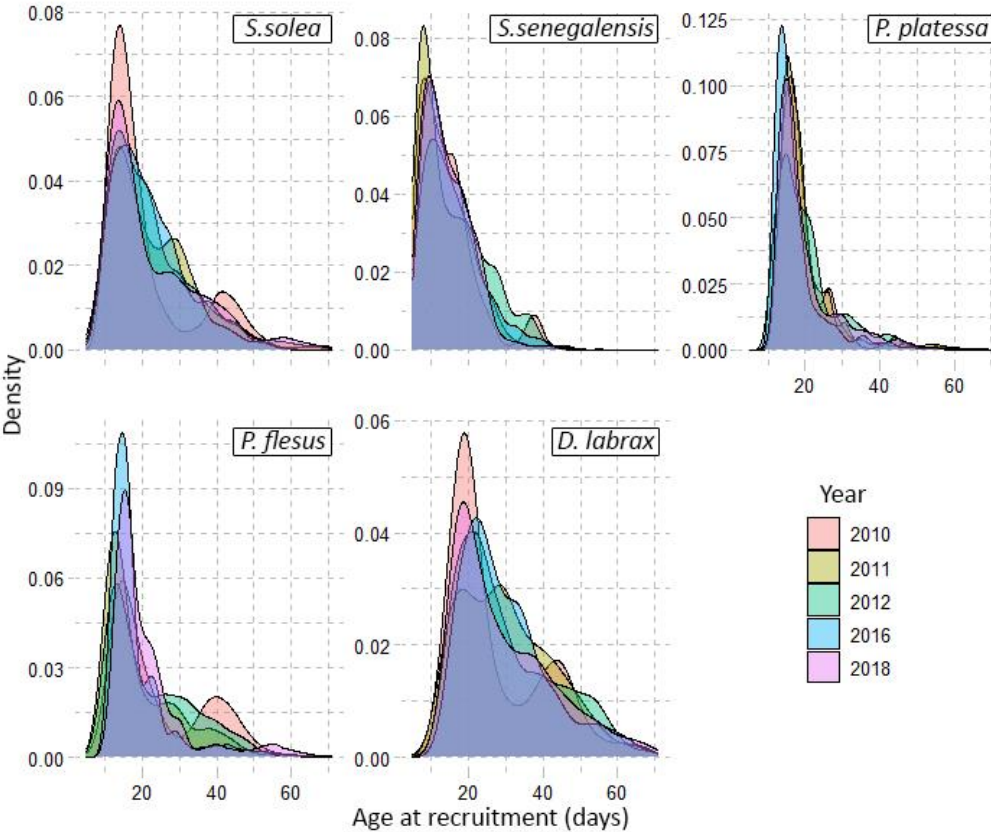 S.solea
S.senegalensis
P. platessa
0.08
0.06
0.04
0.02
0.00
0.08
0.06
0.04
0.02
0.00
0.125
0.100
0.075
0.050
0.025
0.000
20 40 60
Density
P. flesus
D. labrax
0.09
0.06
0.03
0.00
0.06
0.04
0.02
0.00
20 40 60
20 40 60
Age at recruitment (days)
Year
2010
2011
2012
2016
2018